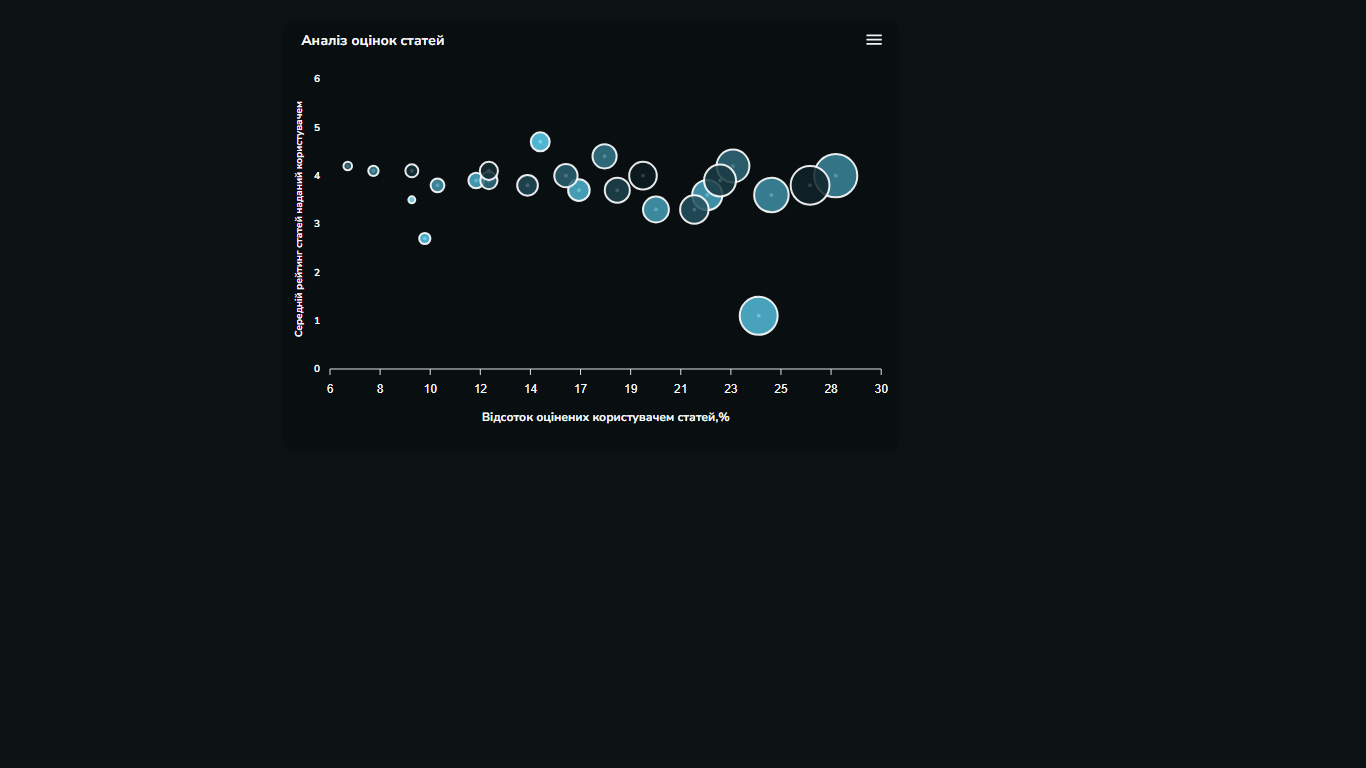 Аналіз оцінок статей
6
5
4
3
2
1
0
Середній рейтинг статей наданий користувачем
6 8 10 12 14 17 19 21 23 25 28 30
Відсоток оцінених користувачем статей,%